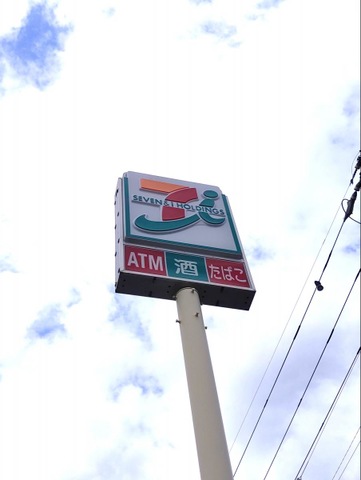 SEVEN & i HOLDINGS
ATM 酒 たばこ